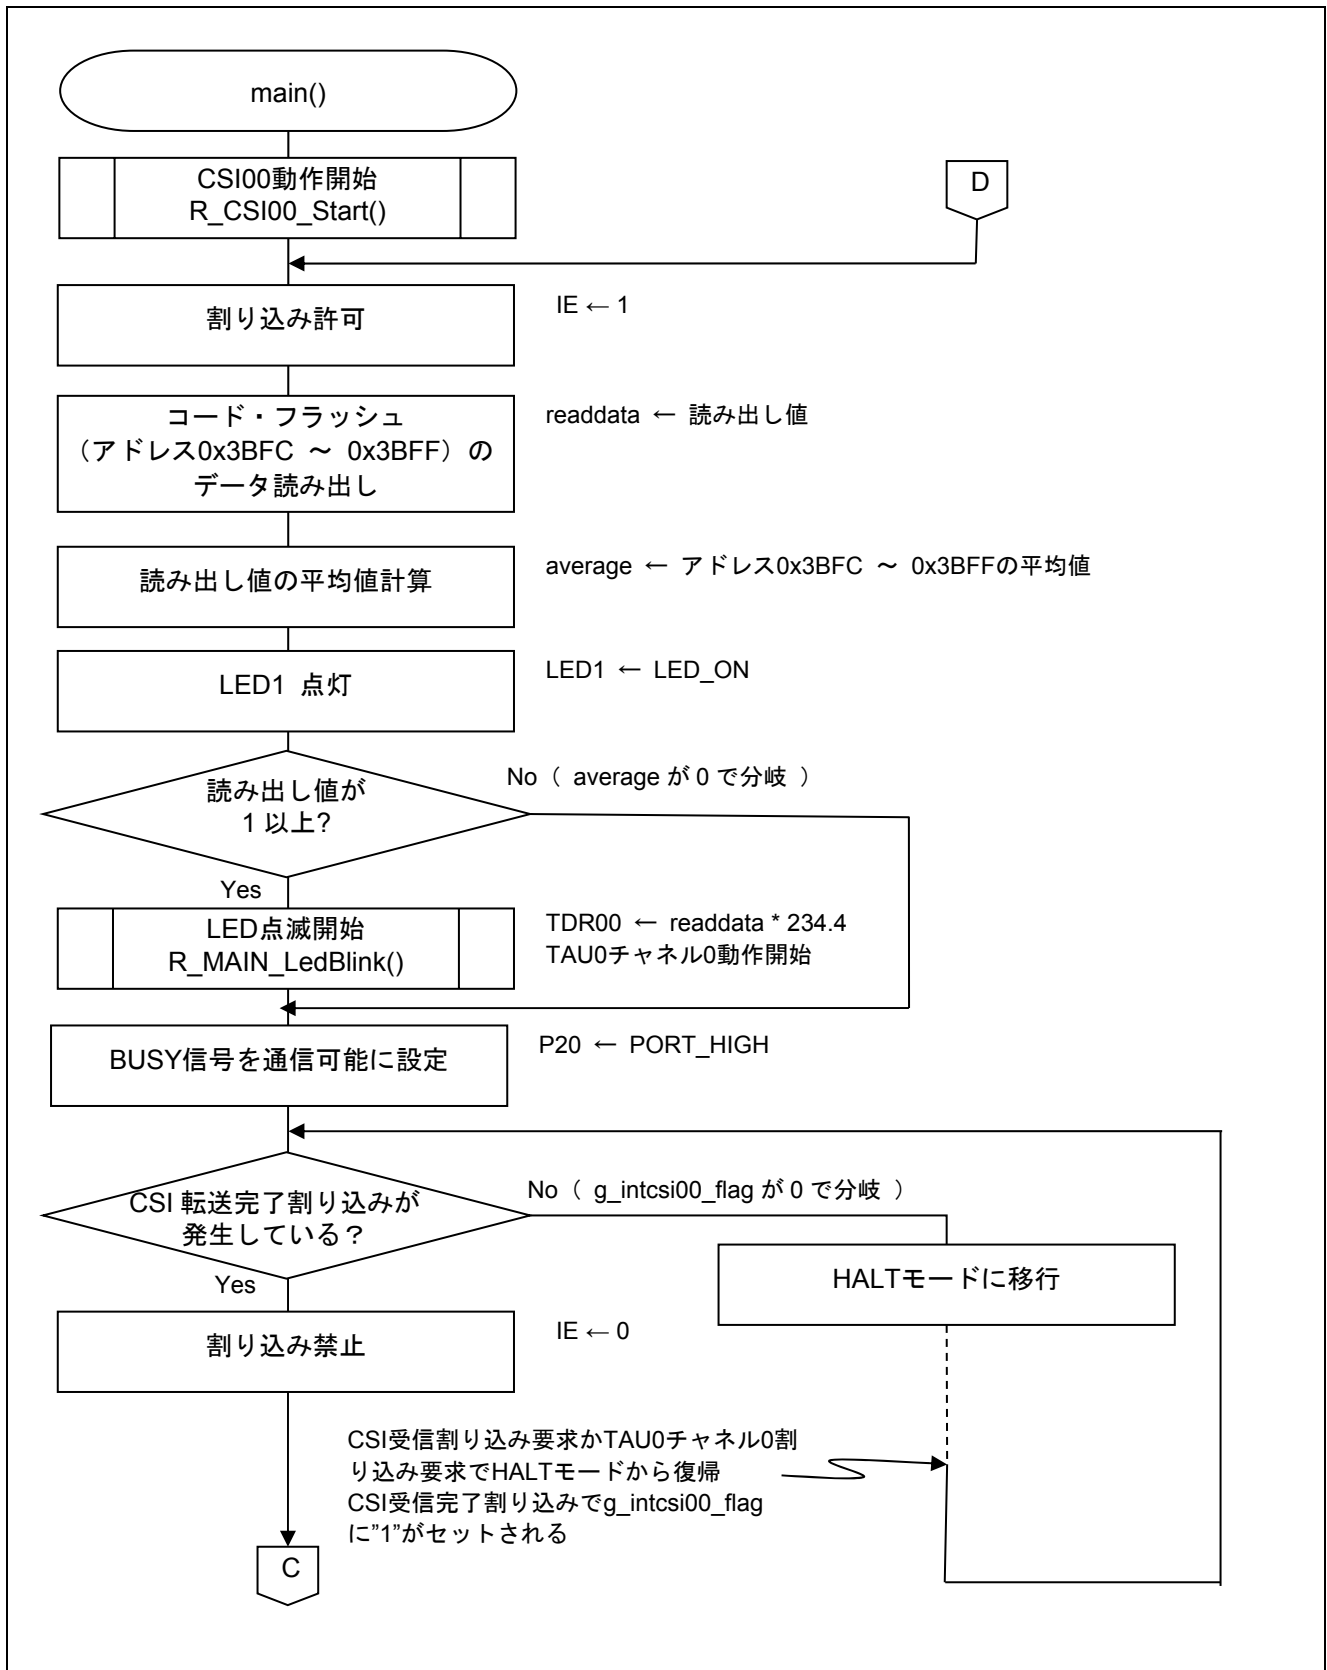 main()
CSI00動作開始
R_CSI00_Start()
D
割り込み許可
IE ← 1
コード・フラッシュ
（アドレス0x3BFC ～ 0x3BFF）の
データ読み出し
readdata ← 読み出し値
読み出し値の平均値計算
average ← アドレス0x3BFC ～ 0x3BFFの平均値
LED1 点灯
LED1 ← LED_ON
読み出し値が
1 以上?
No（ average が 0 で分岐 ）
Yes
LED点滅開始
R_MAIN_LedBlink()
TDR00 ← readdata * 234.4
TAU0チャネル0動作開始
BUSY信号を通信可能に設定
P20 ← PORT_HIGH
CSI 転送完了割り込みが
発生している？
No（ g_intcsi00_flag が 0 で分岐 ）
Yes
HALTモードに移行
割り込み禁止
IE ← 0
CSI受信割り込み要求かTAU0チャネル0割
り込み要求でHALTモードから復帰
CSI受信完了割り込みでg_intcsi00_flag
に”1”がセットされる
C